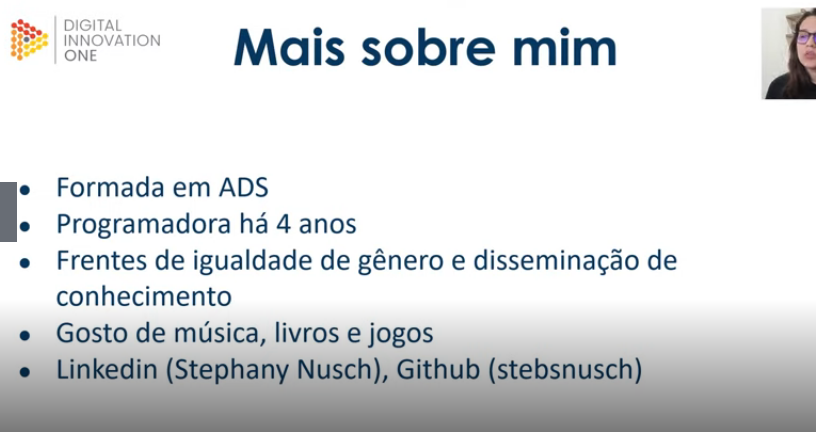 DIGITAL
INNOVATION
ONE
Mais sobre mim
• Formada em ADS
• Programadora há 4 anos
• Frentes de igualdade de gênero e disseminação de
conhecimento
• Gosto de música, livros e jogos
• Linkedin (Stephany Nusch), Github (stebsnusch)